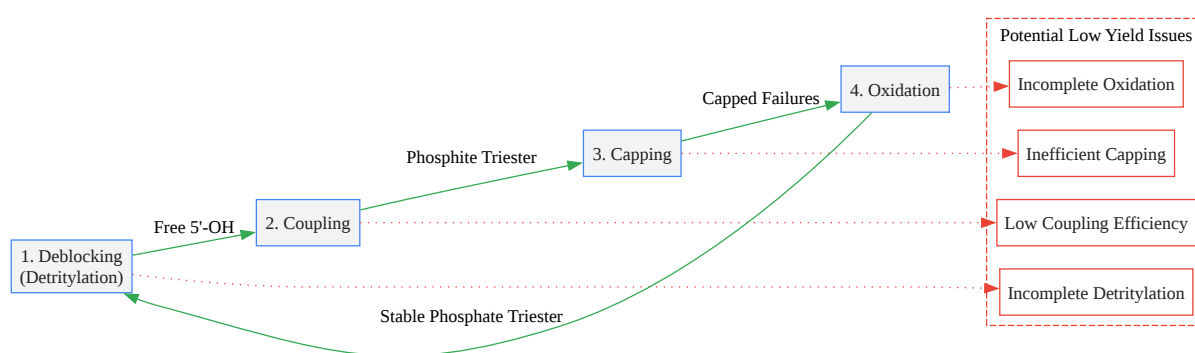 Potential Low Yield Issues
Incomplete Oxidation
4. Oxidation
Capped Failures
3. Capping
Inefficient Capping
Phosphite Triester
2. Coupling
Low Coupling Efficiency
Free 5'-OH
1. Deblocking
(Detritylation)
Incomplete Detritylation
Stable Phosphate Triester